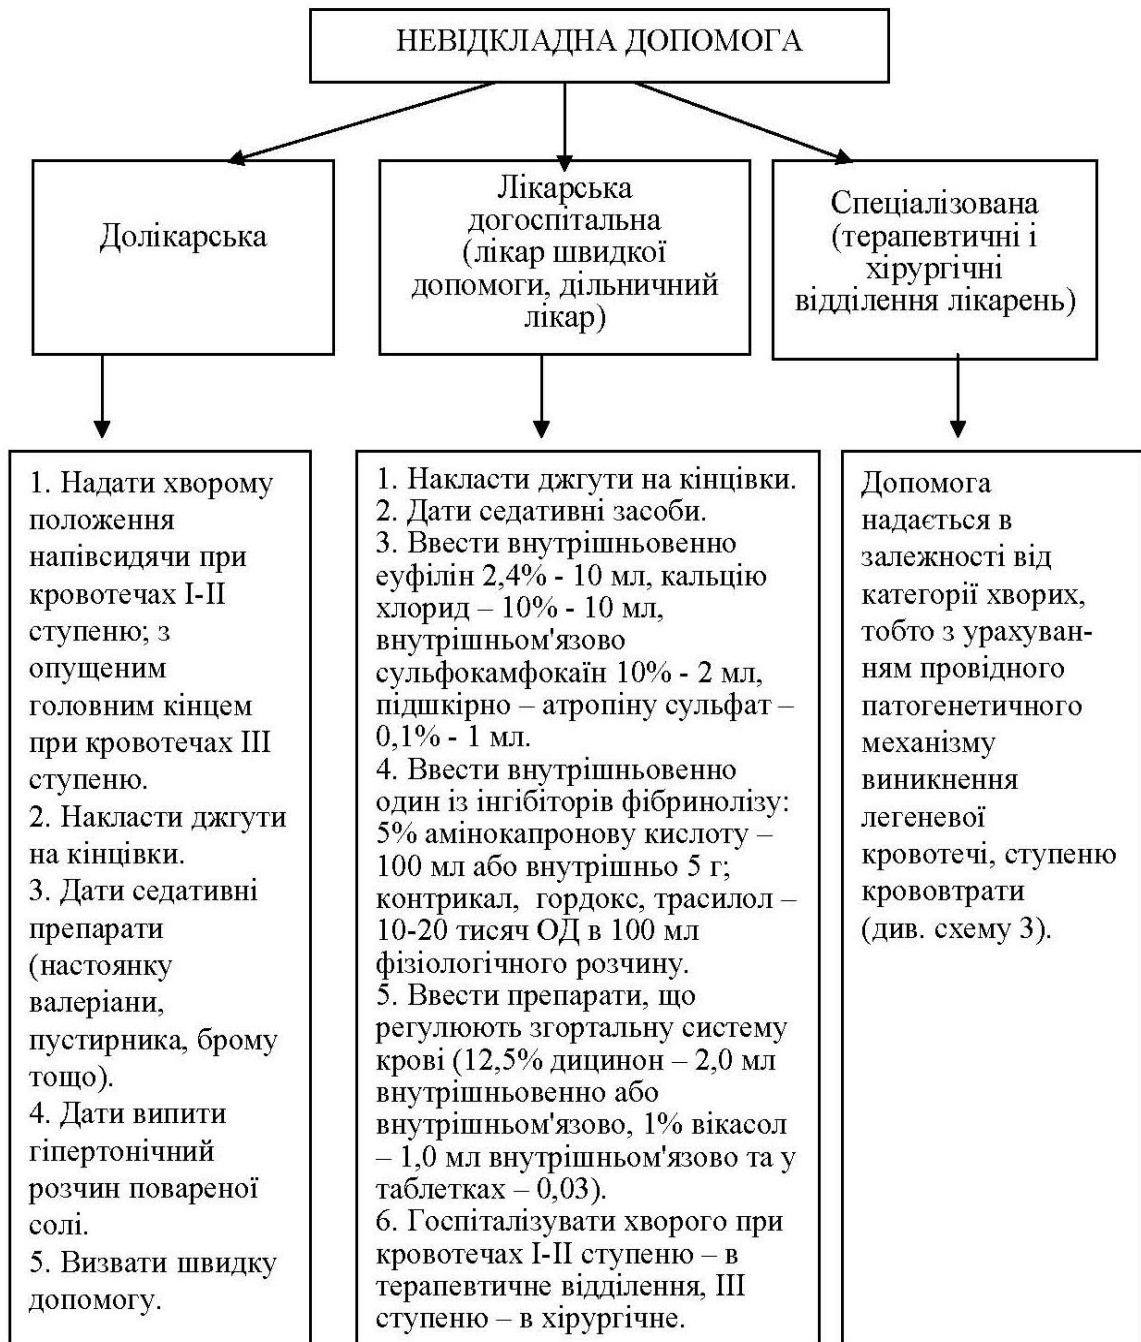 НЕВІДКЛАДНА ДОПОМОГА
Долікарська
Лікарська
догоспітальна
(лікар швидкої
допомоги, дільничний
лікар)
Спеціалізована
(терапевтичні і
хірургічні
відділення лікарень)
1. Надати хворому
положення
напівсидячи при
кровотечах І-ІІ
ступеню; з
опущеним
головним кінцем
при кровотечах ІІІ
ступеню.
2. Накласти джгути
на кінцівки.
3. Дати седативні
препарати
(настоянку
валеріани,
пустирника, брому
тощо).
4. Дати випити
гіпертонічний
розчин повареної
солі.
5. Визвати швидку
допомогу.
1. Накласти джгути на кінцівки.
2. Дати седативні засоби.
3. Ввести внутрішньовенно
еуфілін 2,4% - 10 мл, кальцію
хлорид – 10% - 10 мл,
внутрішньом'язово
сульфокамфокаїн 10% - 2 мл,
підшкірно – атропіну сульфат –
0,1% - 1 мл.
4. Ввести внутрішньовенно
один із інгібіторів фібринолізу:
5% амінокапронову кислоту –
100 мл або внутрішньо 5 г;
контрикал, гордокс, трасилол –
10-20 тисяч ОД в 100 мл
фізіологічного розчину.
5. Ввести препарати, що
регулюють згортальну систему
крові (12,5% дицинон – 2,0 мл
внутрішньовенно або
внутрішньом'язово, 1% вікасол
– 1,0 мл внутрішньом'язово та у
таблетках – 0,03).
6. Госпіталізувати хворого при
кровотечах І-ІІ ступеню – в
терапевтичне відділення, ІІІ
ступеню – в хірургічне.
Допомога
надається в
залежності від
категорії хворих,
тобто з урахуван-
ням провідного
патогенетичного
механізму
виникнення
легеневої
кровотечі, ступеню
крововтрати
(див. схему 3).